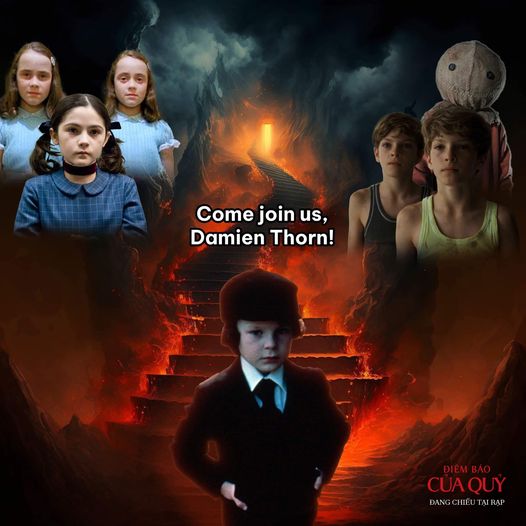 Come join us,
Damien Thorn!
ĐIỀM BÁO
CỦA QUỶ
ĐANG CHIẾU TẠI RẠP